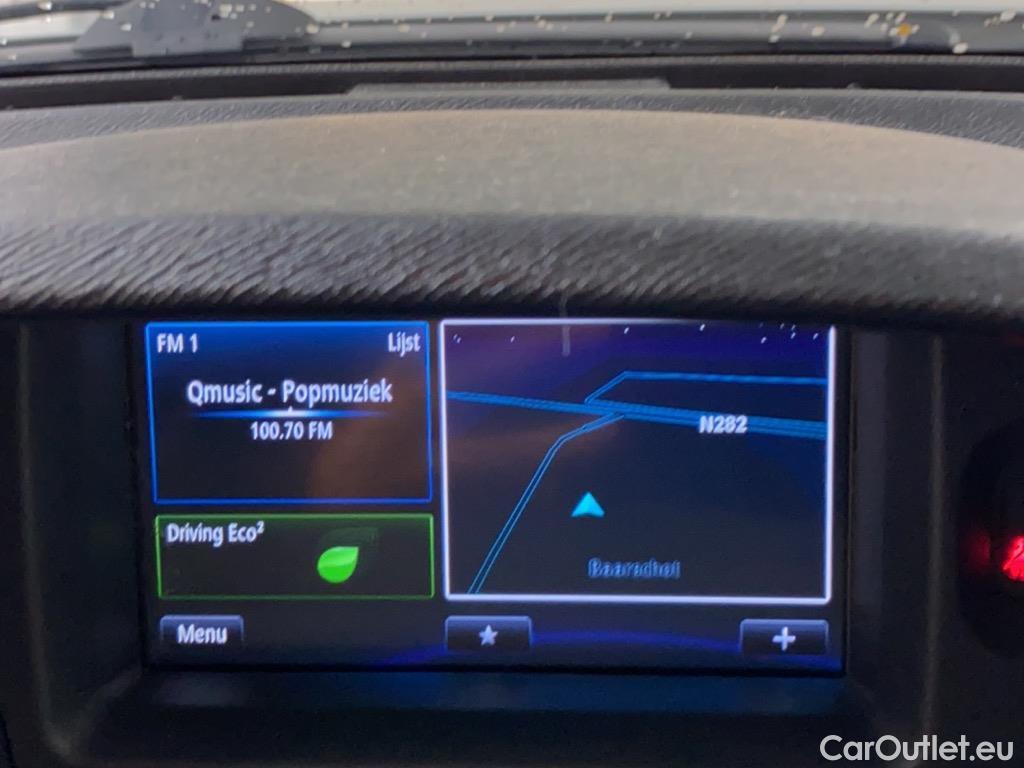 FM 1 Lijst
Qmusic - Popmuziek
100.70 FM
Driving Eco²
Menu
N282
Baarschot
CarOutlet.eu